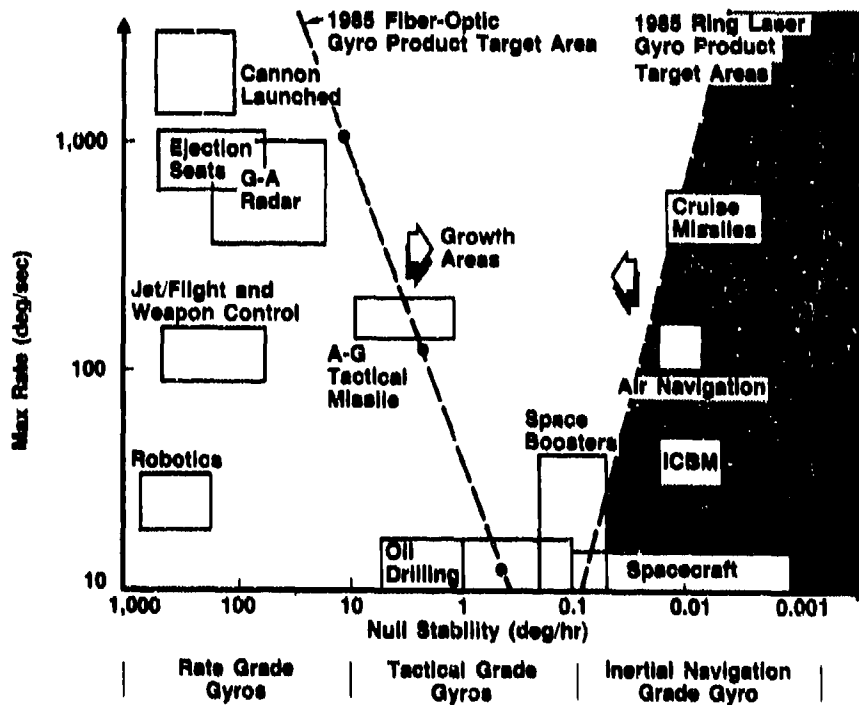 1985 Fiber-Optic
Gyro Product Target Area
1985 Ring Laser
Gyro Product
Target Areas
Cannon
Launched
1,000
Ejection
Seats
G-A
Radar
Cruise
Missiles
Growth
Areas
Jet/Flight and
Weapon Control
Max Rate (deg/sec)
100
A-G
Tactical
Missile
Air Navigation
Space
Boosters
Robotics
ICBM
Oil
Drilling
Spacecraft
10
1,000
100
10
1
0.1
0.01
0.001
Null Stability (deg/hr)
Rate Grade
Gyros
Tactical Grade
Gyros
Inertial Navigation
Grade Gyro